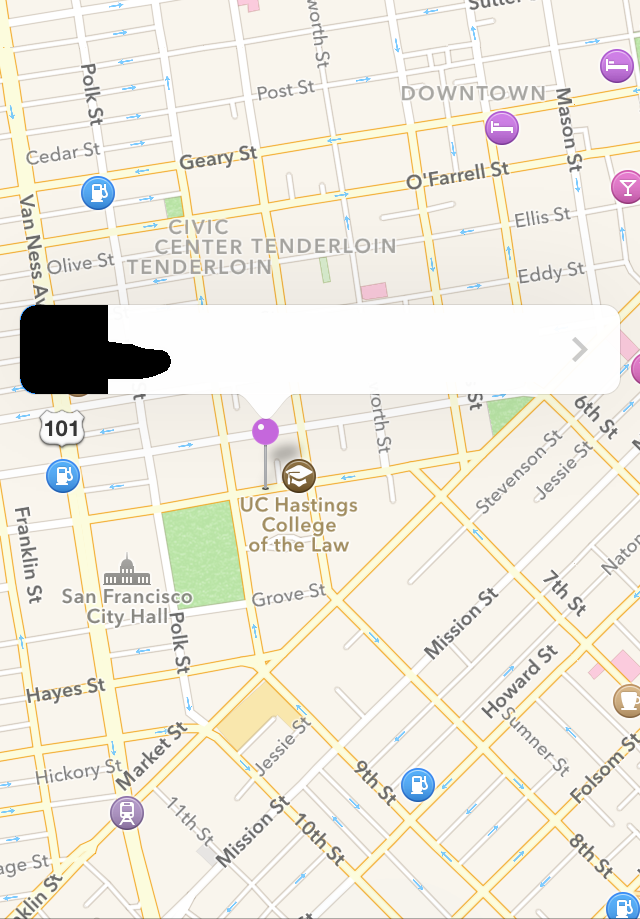 Sutter St
Polk St
Post St
DOWNTOWN
Mason St
Cedar St
Geary St
O'Farrell St
Van Ness Av
CIVIC
CENTER TENDERLOIN
TENDERLOIN
Ellis St
Olive St
Eddy St
6th St
101
Stevenson St
Jessie St
UC Hastings
College
of the Law
Franklin St
San Francisco
City Hall
Polk St
Grove St
7th St
Mission St
Hayes St
Howard St
Sumner St
Market St
Jessie St
Hickory St
9th St
Folsom St
11th St
Mission St
10th St
8th St